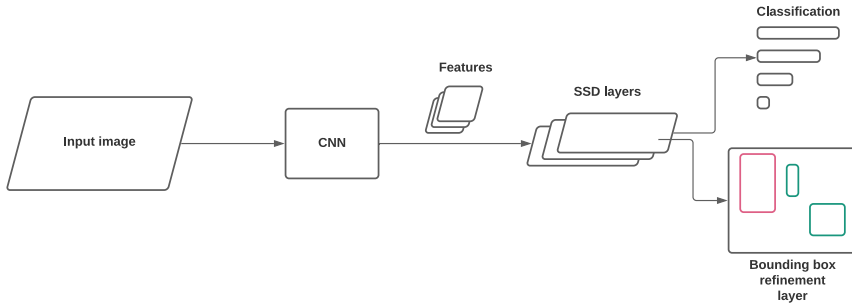 Classification
Features
SSD layers
Input image
CNN
Bounding box
refinement
layer